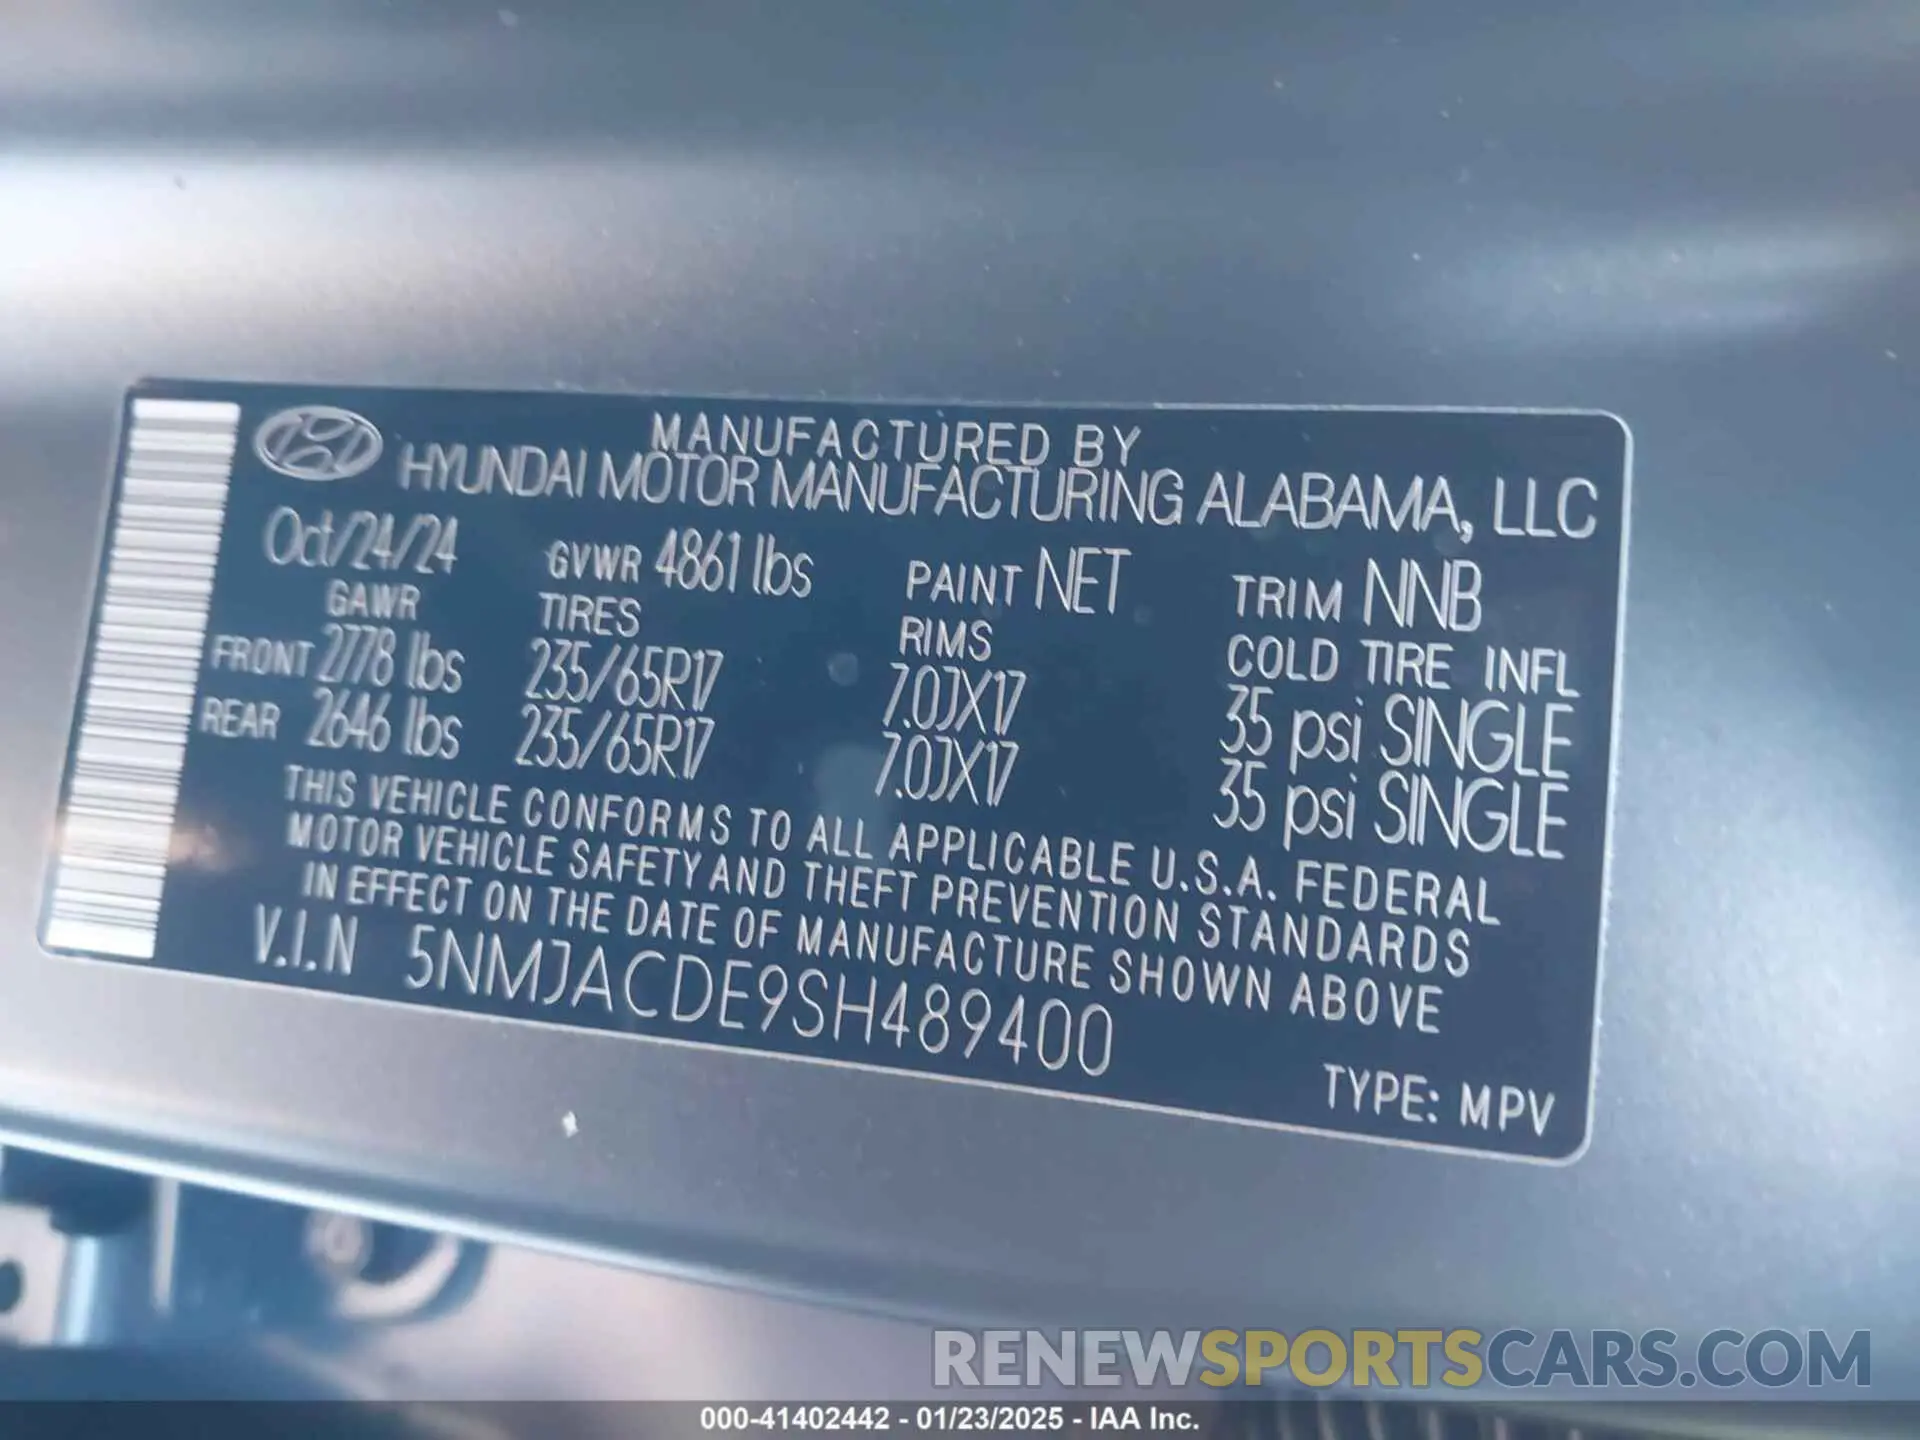 MANUFACTURED BY
HYUNDAI MOTOR MANUFACTURING ALABAMA, LLC
Oct/24/24 GVWR 4861 lbs PAINT NET TRIM NNB
GAWR TIRES RIMS COLD TIRE INFL
FRONT 2778 lbs 235/65R17 7.0JX17 35 psi SINGLE
REAR 2646 lbs 235/65R17 7.0JX17 35 psi SINGLE
THIS VEHICLE CONFORMS TO ALL APPLICABLE U.S.A. FEDERAL
MOTOR VEHICLE SAFETY AND THEFT PREVENTION STANDARDS
IN EFFECT ON THE DATE OF MANUFACTURE SHOWN ABOVE
V.I.N 5NMJACDE9SH489400
TYPE: MPV
RENEWSPORTSCARS.COM
000-41402442 - 01/23/2025 - IAA Inc.